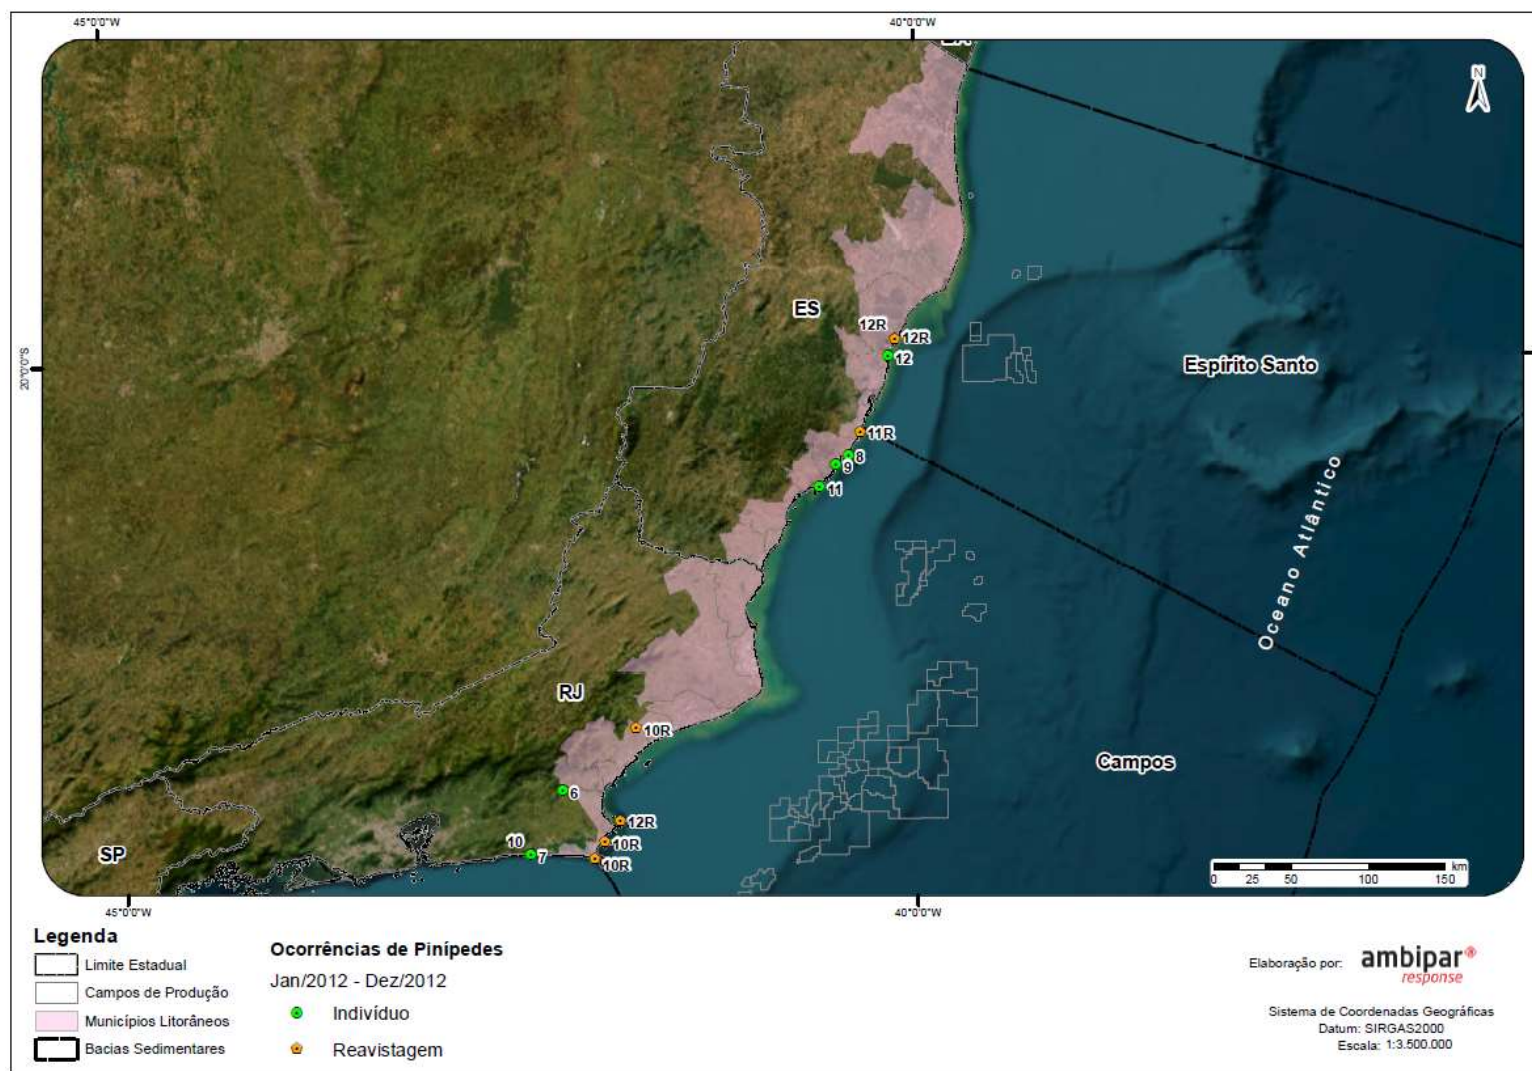 45°0'0"W
40°0'0"W
BA
N
20°0'0"S
ES
12R
12R
12
Espírito Santo
11R
8
9
11
Oceano Atlântico
RJ
10R
Campos
6
12R
10
7
10R
10R
SP
km
0 25 50 100 150
45°0'0"W
40°0'0"W
Legenda
Limite Estadual
Campos de Produção
Municípios Litorâneos
Bacias Sedimentares
Ocorrências de Pinípedes
Jan/2012 - Dez/2012
Indivíduo
Reavistagem
Elaboração por:
ambipar®
response
Sistema de Coordenadas Geográficas
Datum: SIRGAS2000
Escala: 1:3.500.000